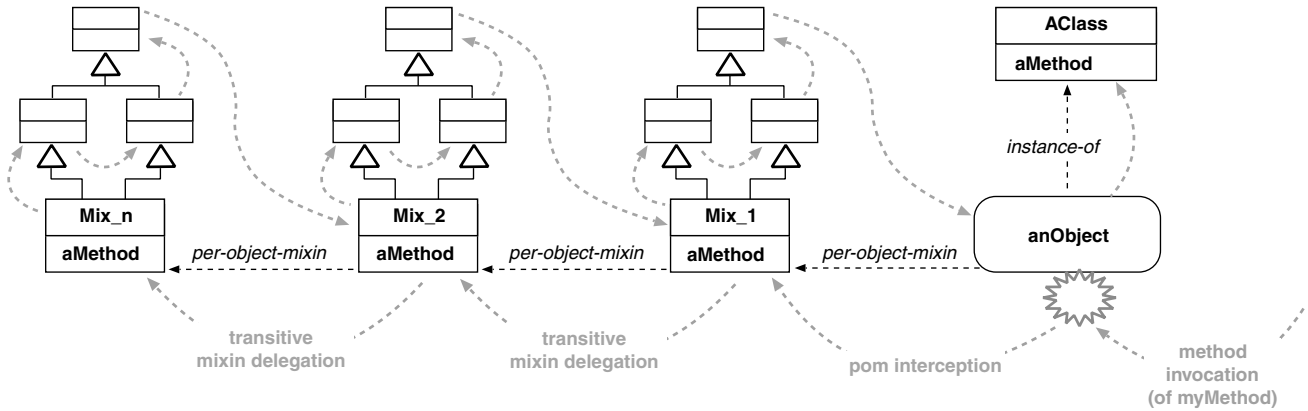 AClass
aMethod
instance-of
Mix_n
aMethod
Mix_2
aMethod
Mix_1
aMethod
anObject
per-object-mixin
per-object-mixin
per-object-mixin
transitive
mixin delegation
transitive
mixin delegation
pom interception
method
invocation
(of myMethod)